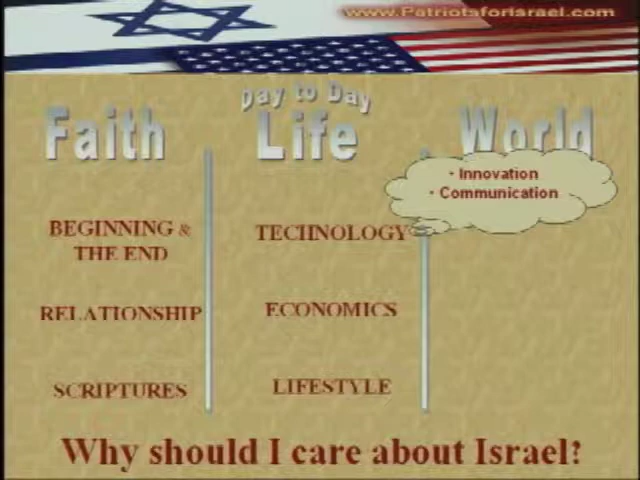 www.PatriotsforIsrael.com
Faith
Day to Day
Life
World
• Innovation
• Communication
BEGINNING &
THE END
RELATIONSHIP
SCRIPTURES
TECHNOLOGY
ECONOMICS
LIFESTYLE
Why should I care about Israel?